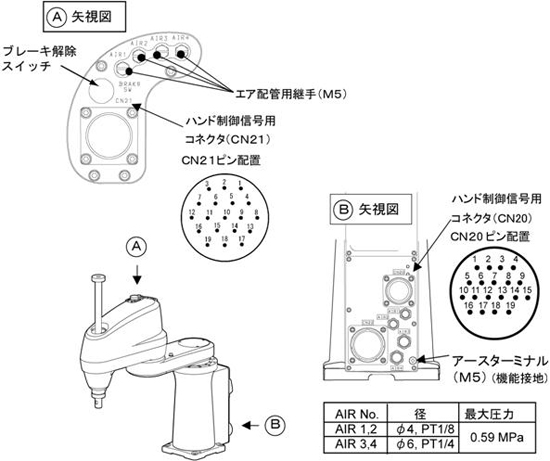 A 矢視図
ブレーキ解除
スイッチ
AIR1
AIR2
AIR3
AIR4
BRAKE
SW
CN21
エア配管用継手(M5)
ハンド制御信号用
コネクタ(CN21)
CN21ピン配置
3 2 1
7 6 5 4
12 11 10 9 8
16 15 14 13
19 18 17
A
B
B 矢視図
ハンド制御信号用
コネクタ(CN20)
CN20ピン配置
1 2 3 4
5 6 7 8 9
10 11 12 13 14 15
16 17 18 19
CN20
アースターミナル
(M5)(機能接地)
AIR No. 径 最大圧力
AIR 1,2 φ4, PT1/8 0.59 MPa
AIR 3,4 φ6, PT1/4